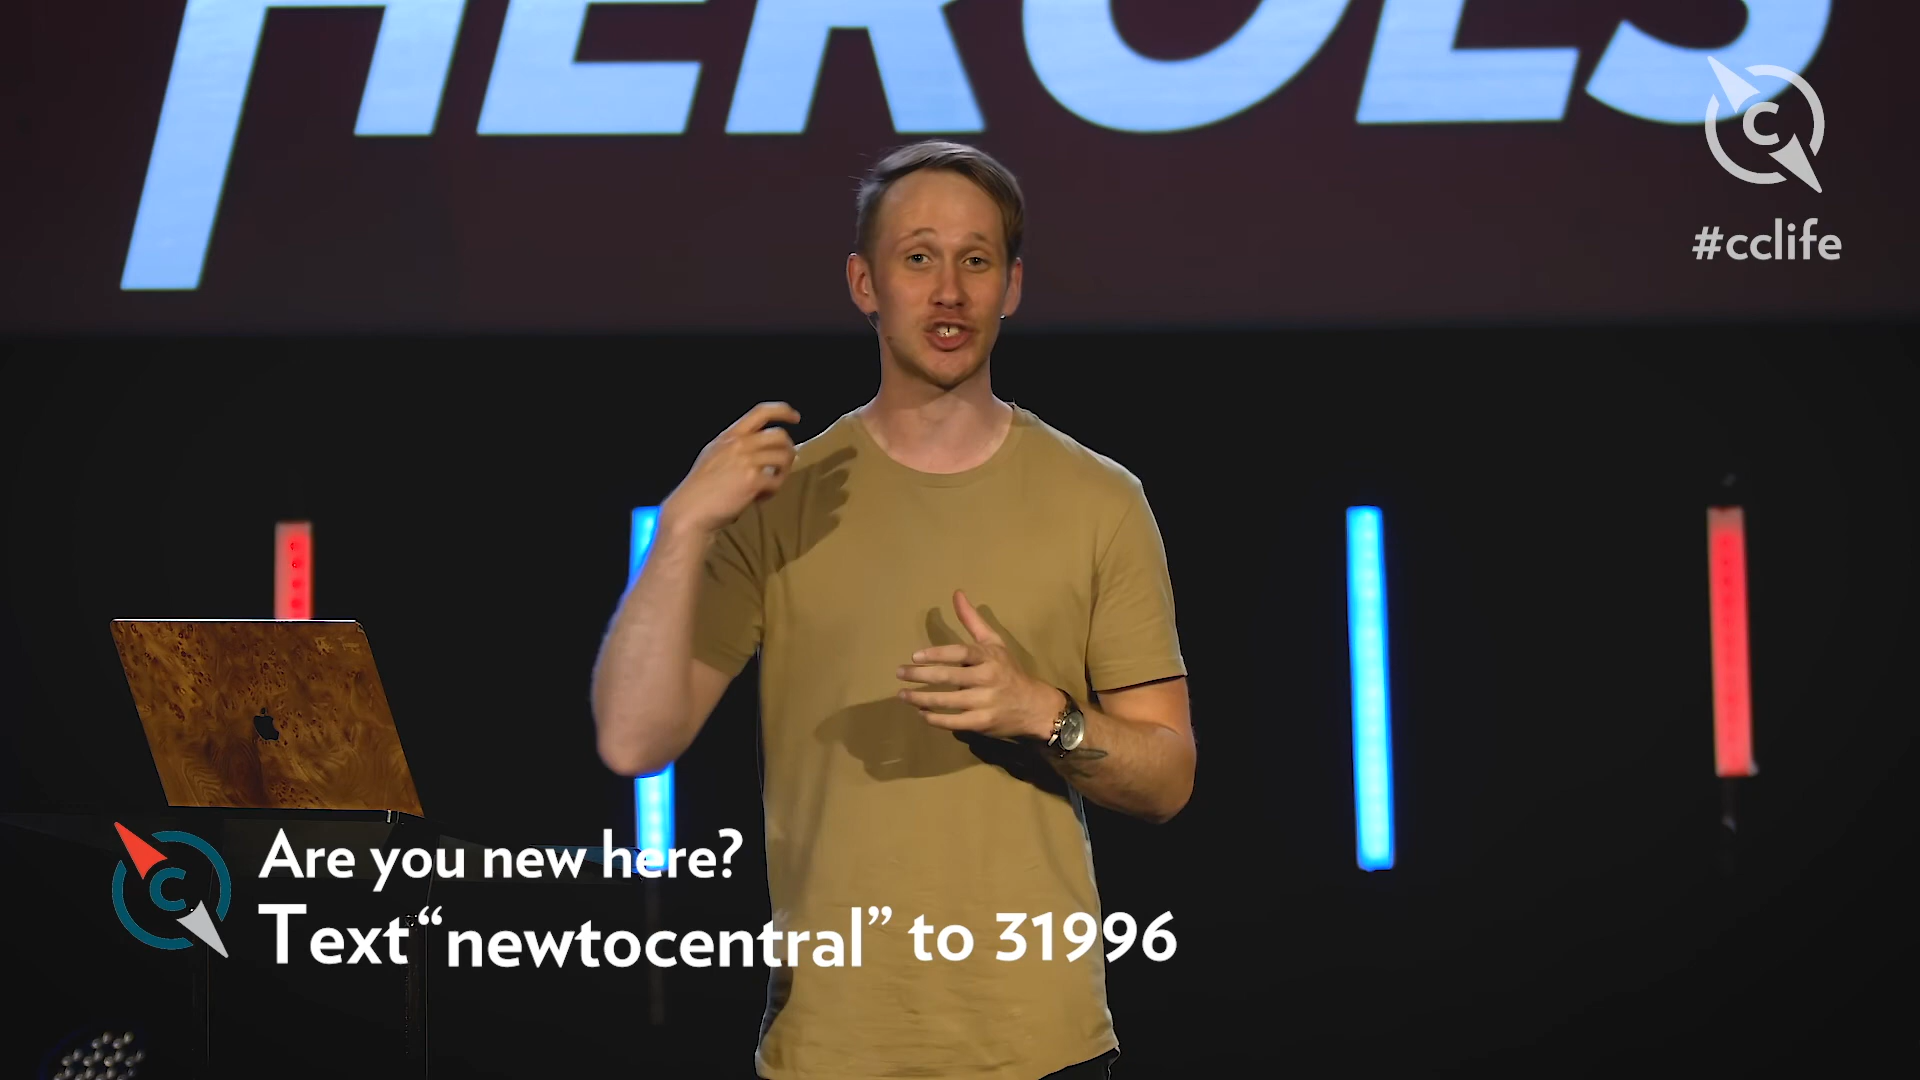 HEROES
C
#cclife
C
Are you new here?
Text “newtocentral” to 31996